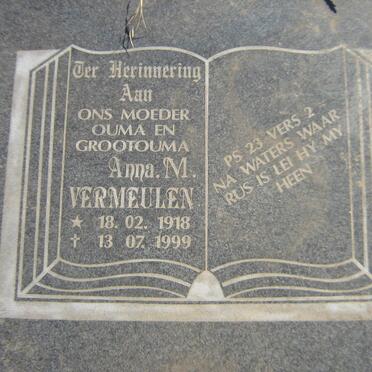 Ter Herinnering
Aan
ONS MOEDER
OUMA EN
GROOTOUMA
Anna. M.
VERMEULEN
★ 18. 02. 1918
† 13. 07. 1999
PS 23 VERS 2
NA WATERS WAAR
RUS IS LEI HY MY
HEEN